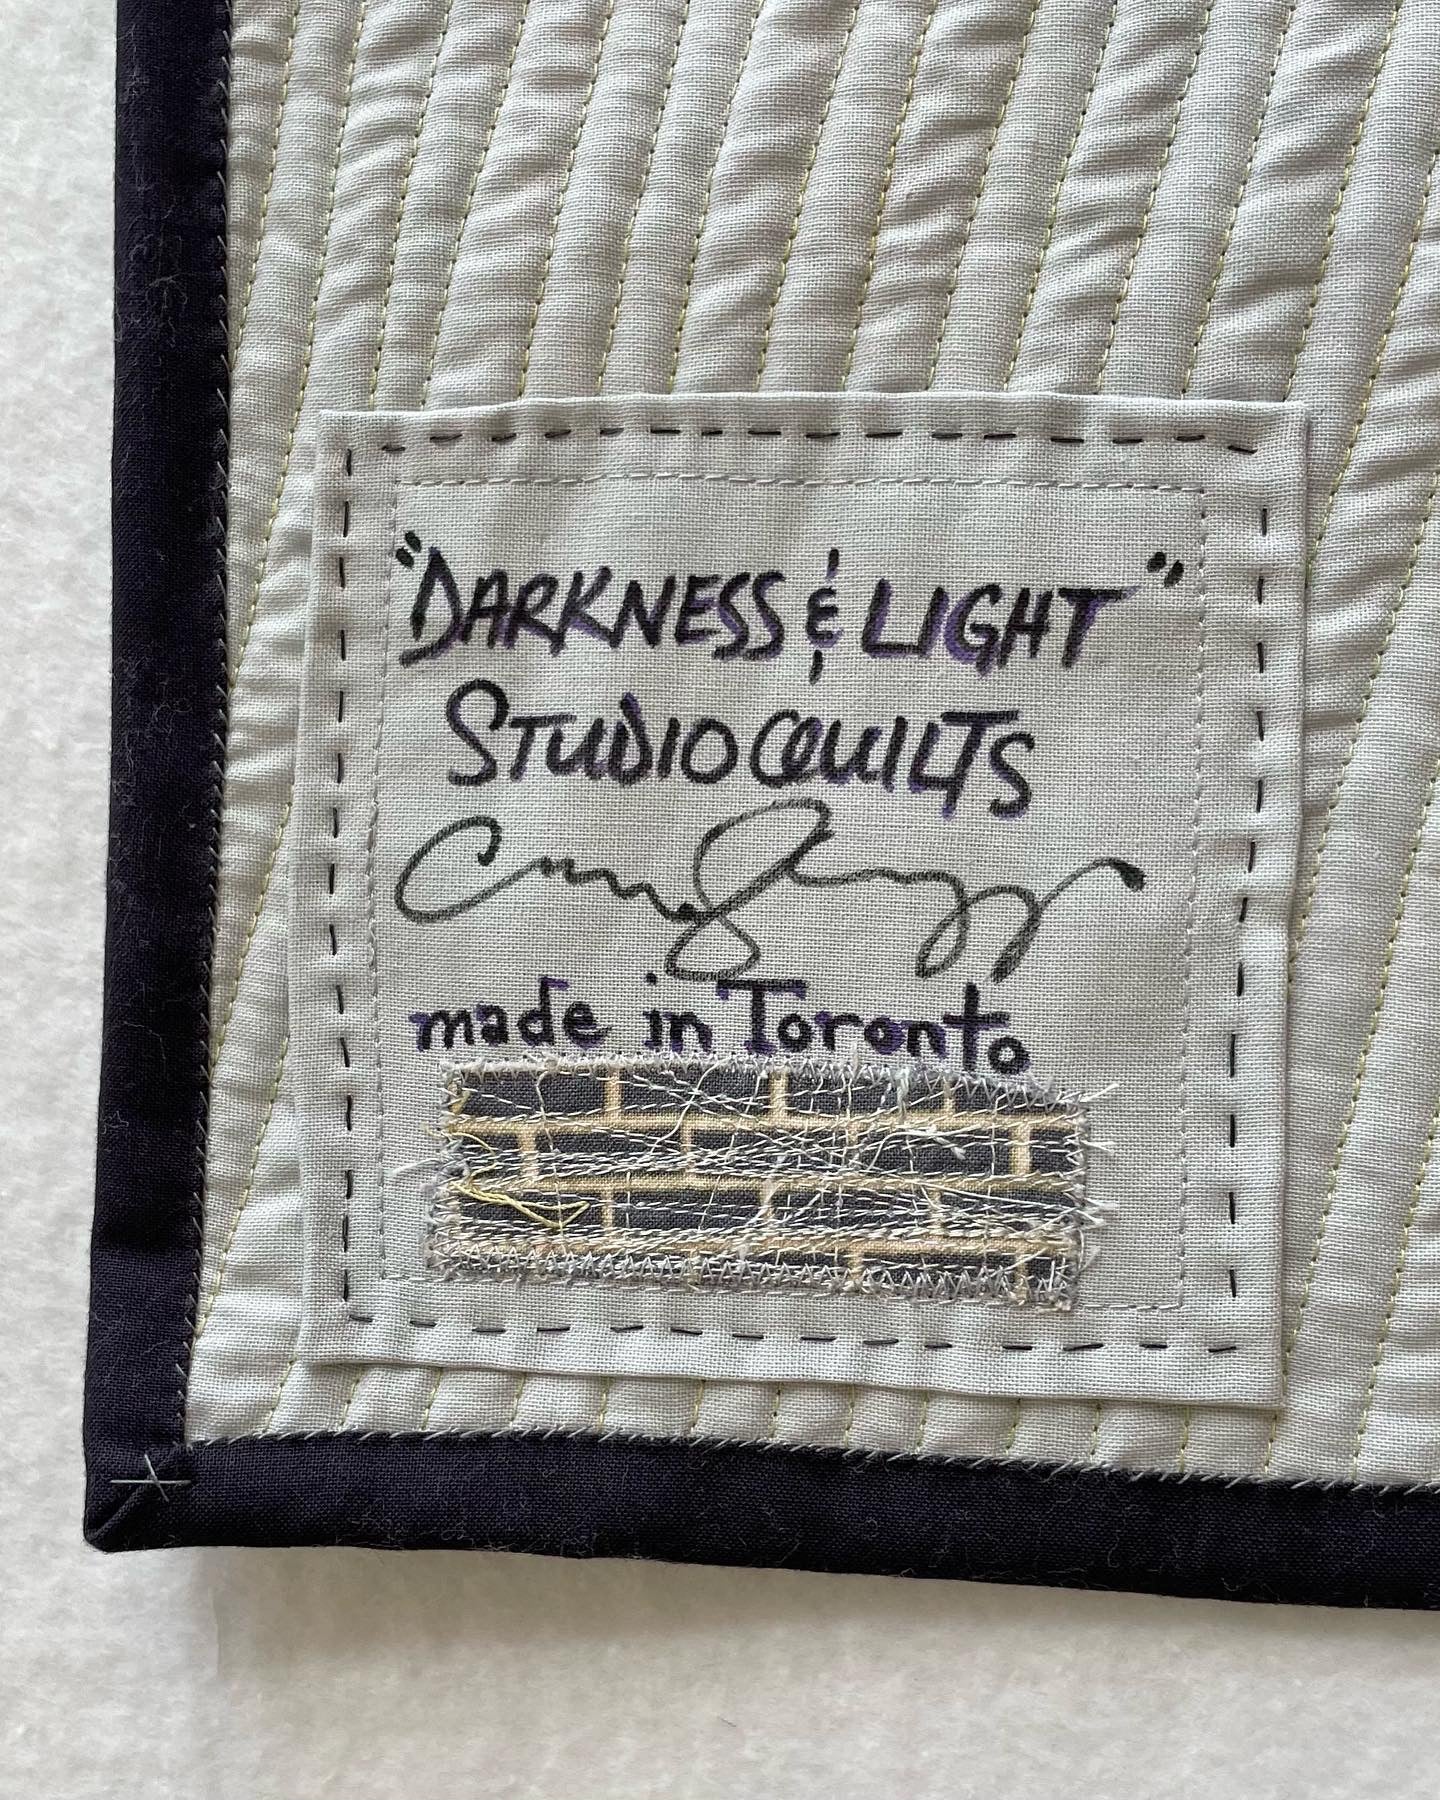 "DARKNESS & LIGHT"
STUDIO QUILTS
made in Toronto